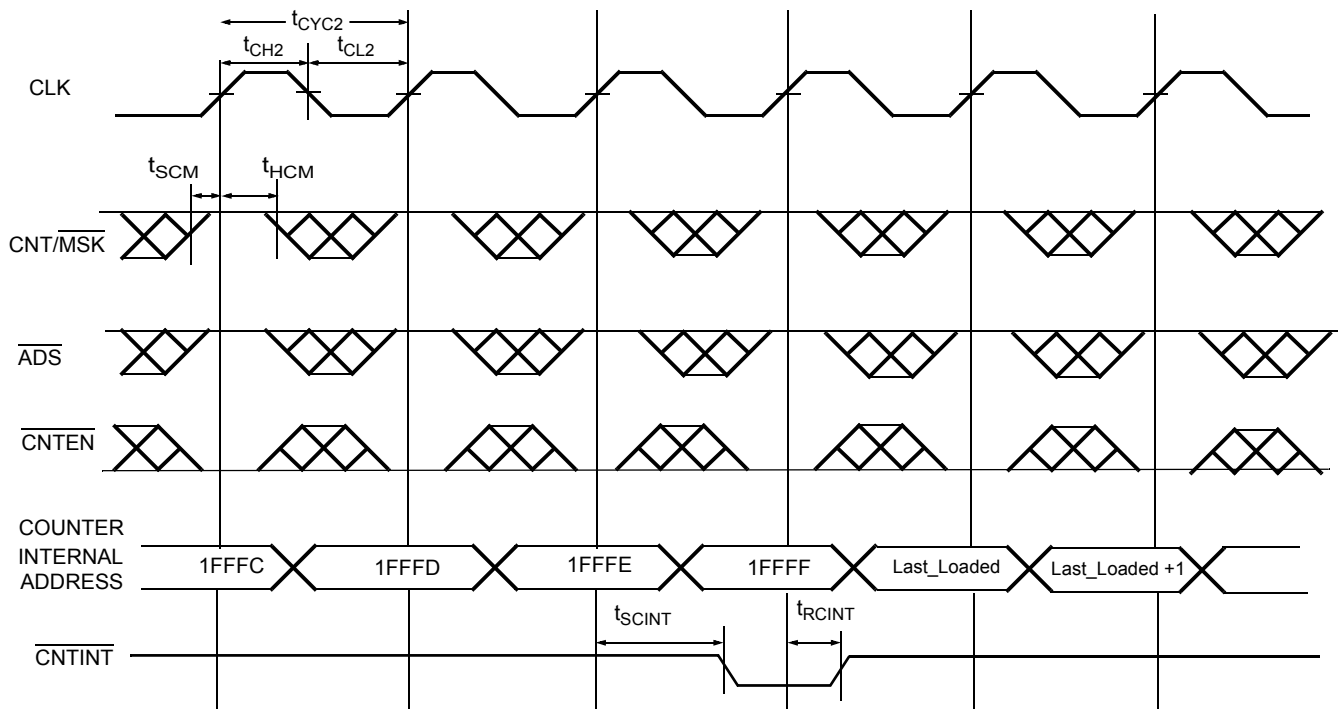 tCYC2
tCH2 tCL2
CLK
tSCM tHCM
CNT/MSK
ADS
CNTEN
COUNTER
INTERNAL
ADDRESS
1FFFC 1FFFD 1FFFE 1FFFF Last_Loaded Last_Loaded +1
tSCINT tRCINT
CNTINT